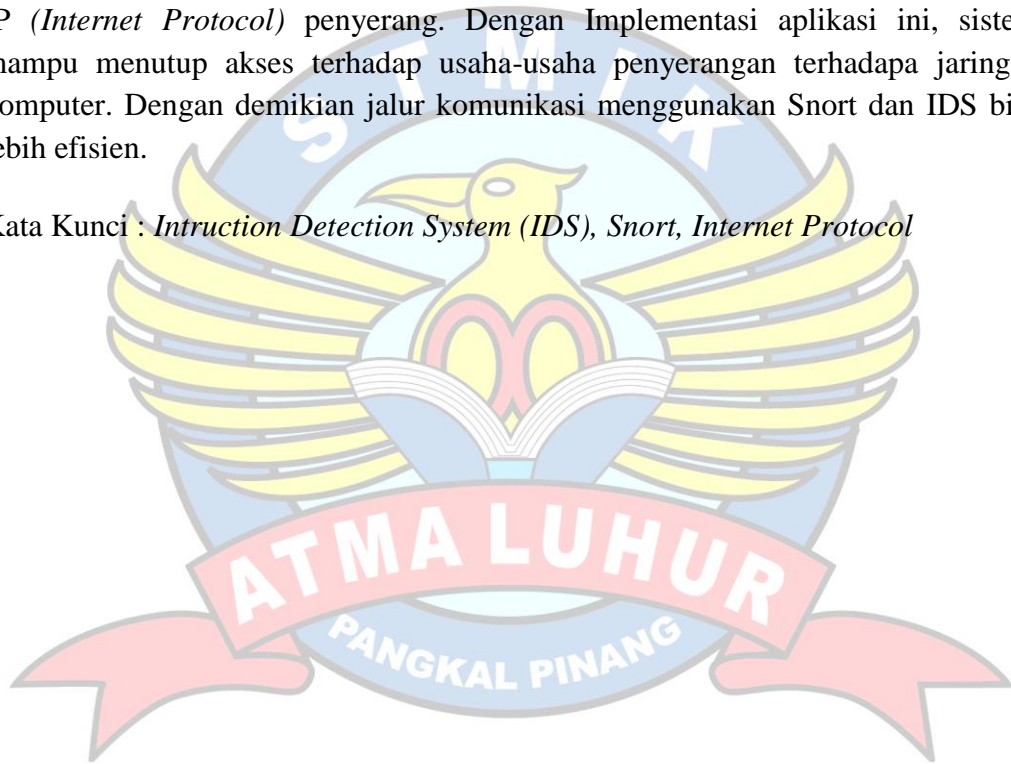 P (Internet Protocol) penyerang. Dengan Implementasi aplikasi ini, siste
mampu menutup akses terhadap usaha-usaha penyerangan terhadapa jaring
omputer. Dengan demikian jalur komunikasi menggunakan Snort dan IDS bi
ebih efisien.
Kata Kunci : Intruction Detection System (IDS), Snort, Internet Protocol
STMIK
ATMA LUHUR
PANGKAL PINANG